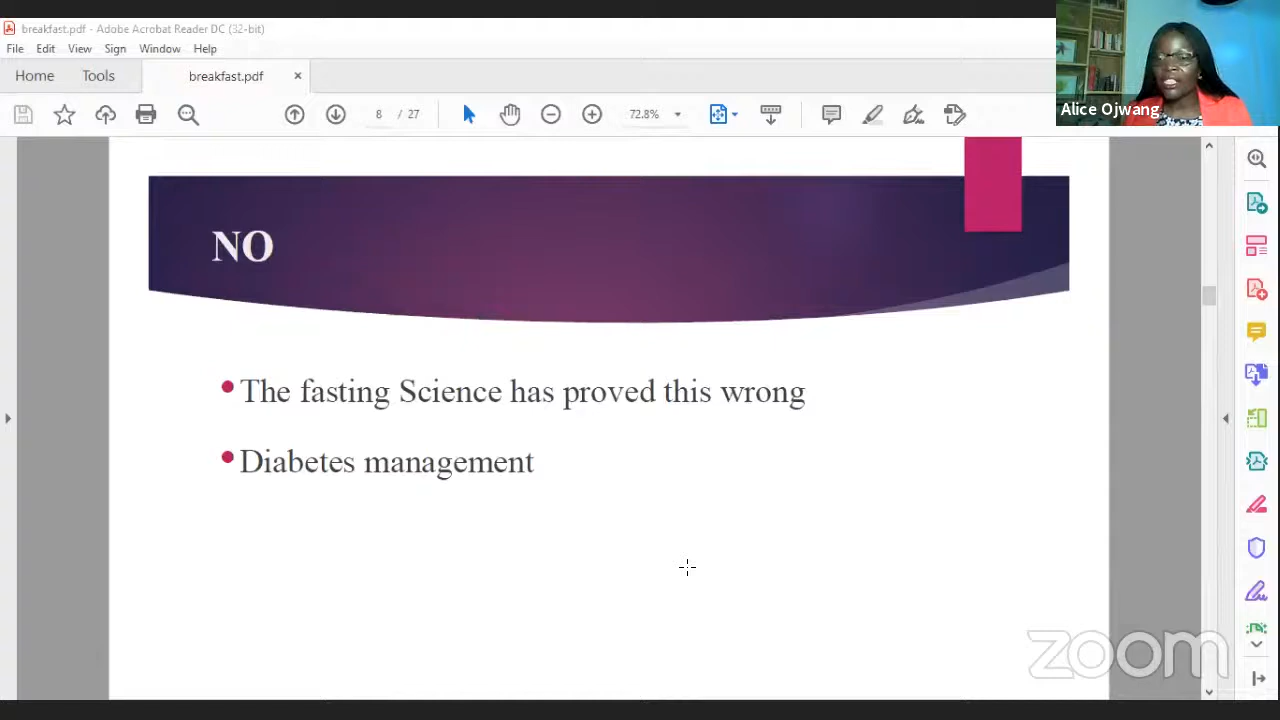 breakfast.pdf - Adobe Acrobat Reader DC (32-bit)
File Edit View Sign Window Help
Home Tools breakfast.pdf ×
8 / 27 72.8%
Alice Ojwang
NO
• The fasting Science has proved this wrong
• Diabetes management
zoom